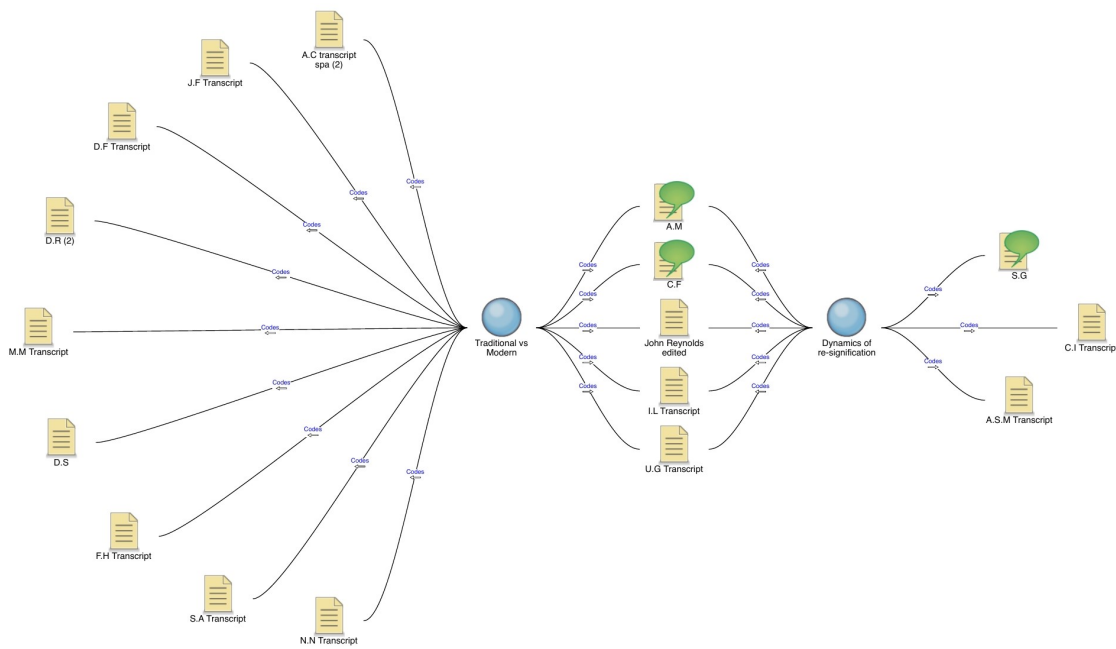 A.C transcript
spa (2)
J.F Transcript
D.F Transcript
D.R (2)
M.M Transcript
D.S
F.H Transcript
S.A Transcript
N.N Transcript
Codes
Codes
Codes
Codes
Codes
Codes
Codes
Codes
Codes
Traditional vs
Modern
Codes
Codes
Codes
Codes
Codes
A.M
C.F
John Reynolds
edited
I.L Transcript
U.G Transcript
Codes
Codes
Codes
Codes
Codes
Dynamics of
re-signification
Codes
Codes
Codes
S.G
C.I Transcrip
A.S.M Transcript